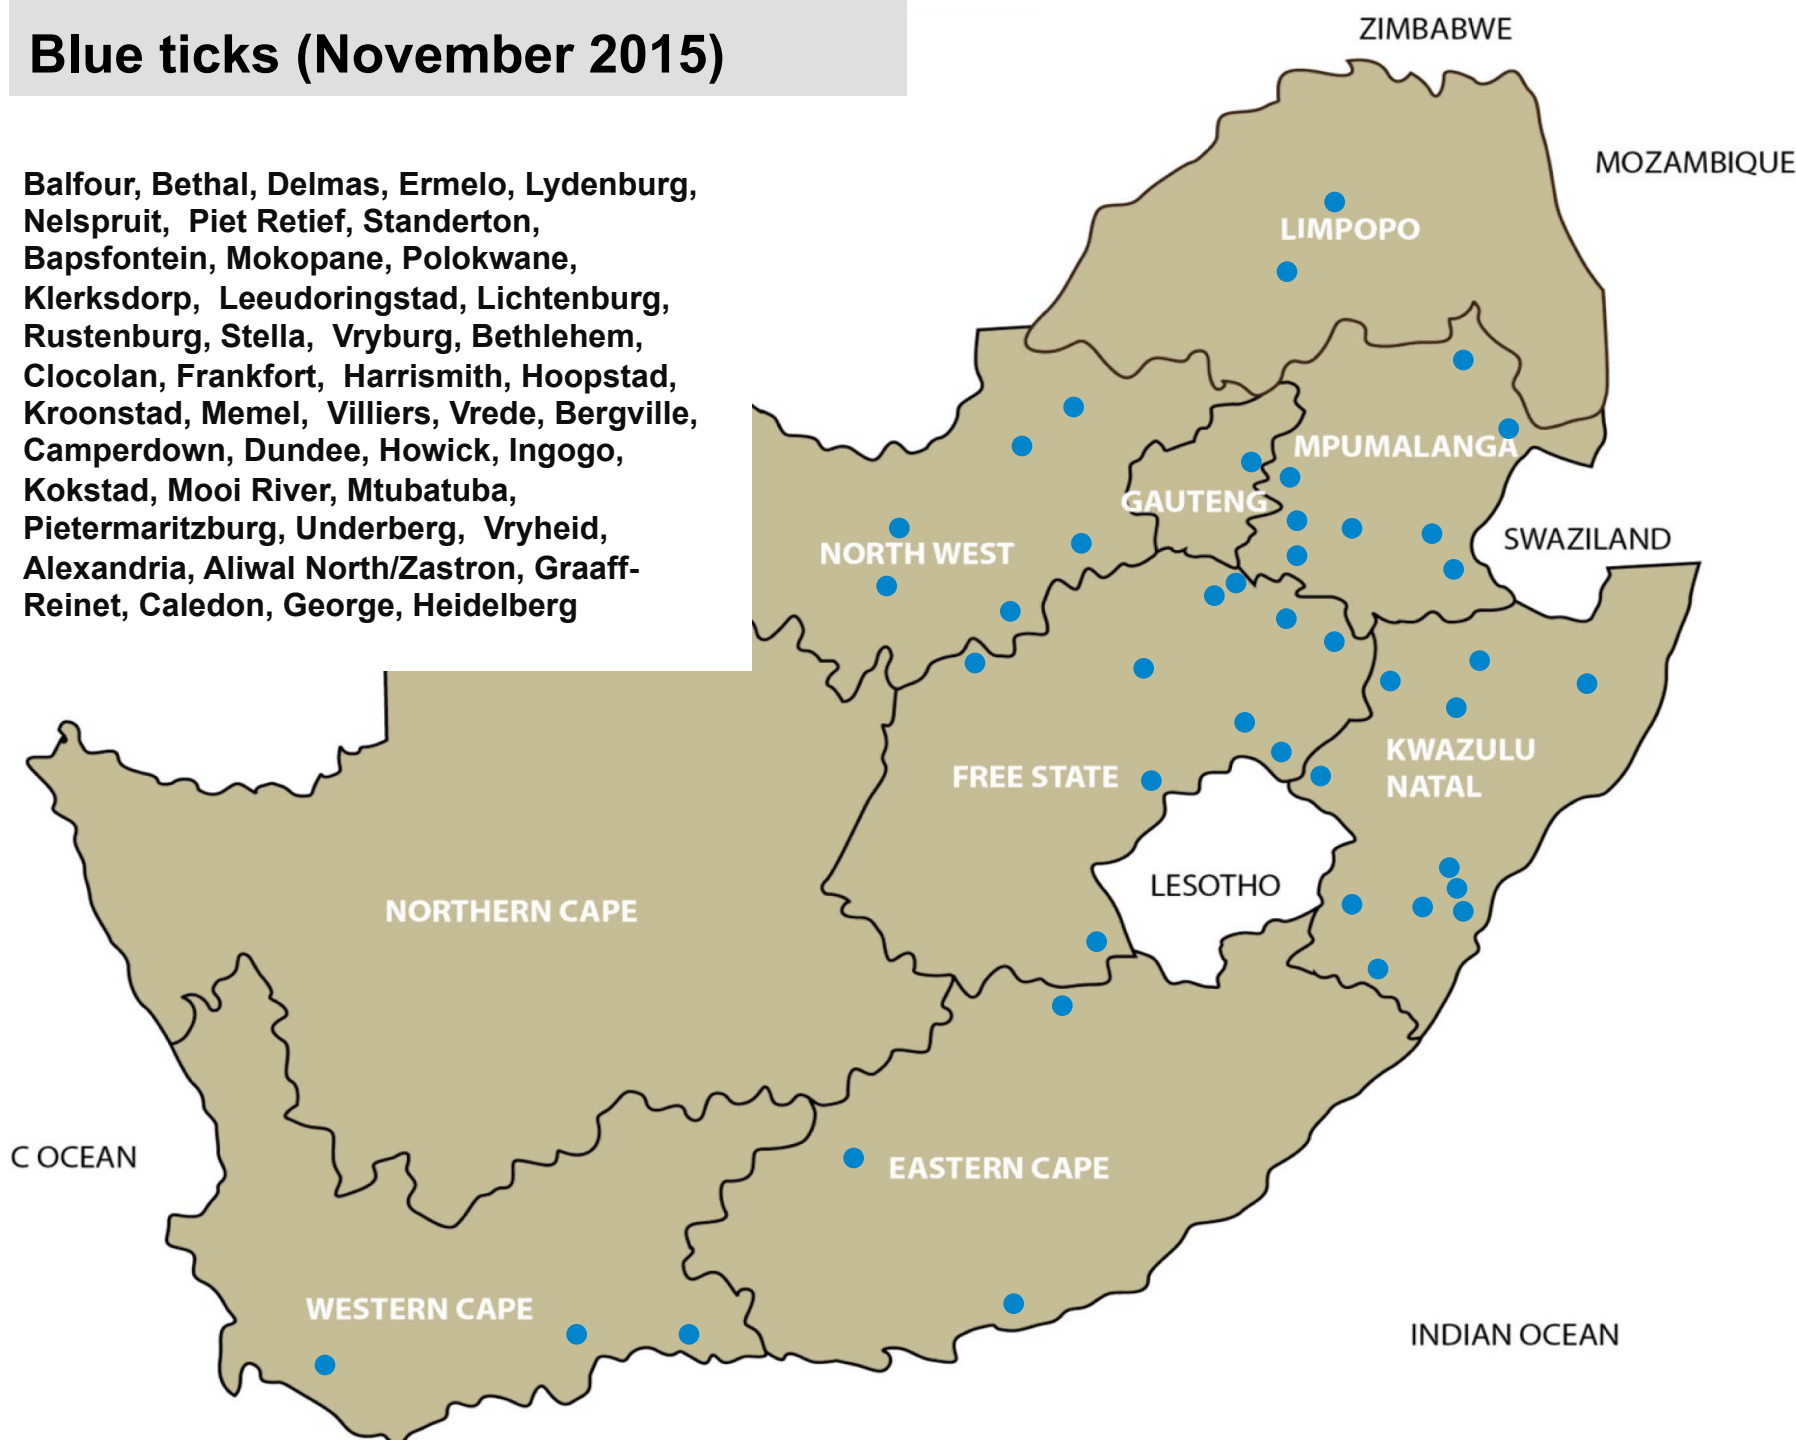 Blue ticks (November 2015)
Balfour, Bethal, Delmas, Ermelo, Lydenburg,
Nelspruit, Piet Retief, Standerton,
Bapsfontein, Mokopane, Polokwane,
Klerksdorp, Leeudoringstad, Lichtenburg,
Rustenburg, Stella, Vryburg, Bethlehem,
Clocolan, Frankfort, Harrismith, Hoopstad,
Kroonstad, Memel, Villiers, Vrede, Bergville,
Camperdown, Dundee, Howick, Ingogo,
Kokstad, Mooi River, Mtubatuba,
Pietermaritzburg, Underberg, Vryheid,
Alexandria, Aliwal North/Zastron, Graaff-
Reinet, Caledon, George, Heidelberg
ZIMBABWE
MOZAMBIQUE
LIMPOPO
MPUMALANGA
GAUTENG
SWAZILAND
NORTH WEST
KWAZULU
NATAL
FREE STATE
LESOTHO
NORTHERN CAPE
C OCEAN
EASTERN CAPE
WESTERN CAPE
INDIAN OCEAN